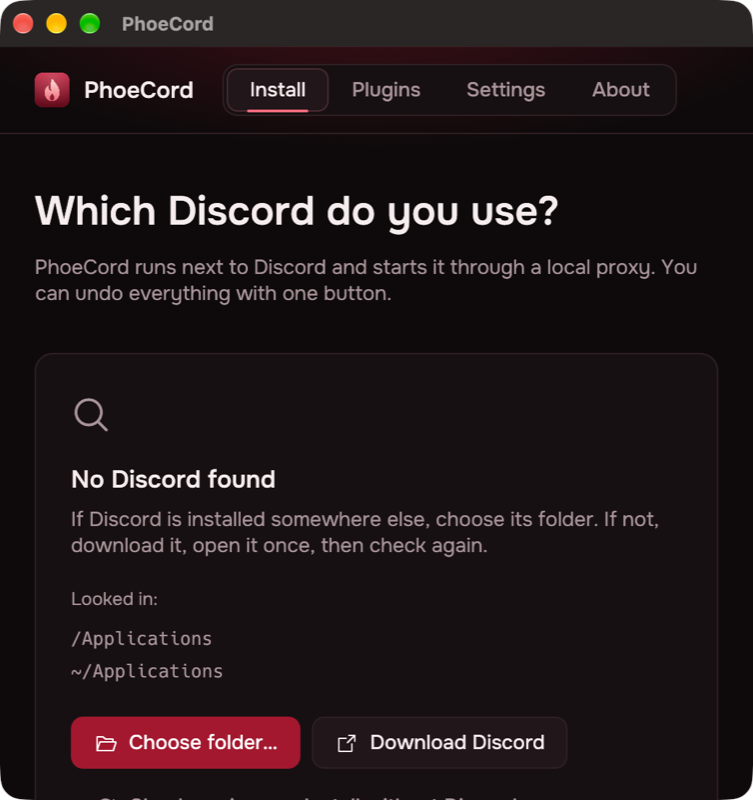 PhoeCord
PhoeCord
Install
Plugins
Settings
About
Which Discord do you use?
PhoeCord runs next to Discord and starts it through a local proxy. You
can undo everything with one button.
No Discord found
If Discord is installed somewhere else, choose its folder. If not,
download it, open it once, then check again.
Looked in:
/Applications
~/Applications
Choose folder...
Download Discord